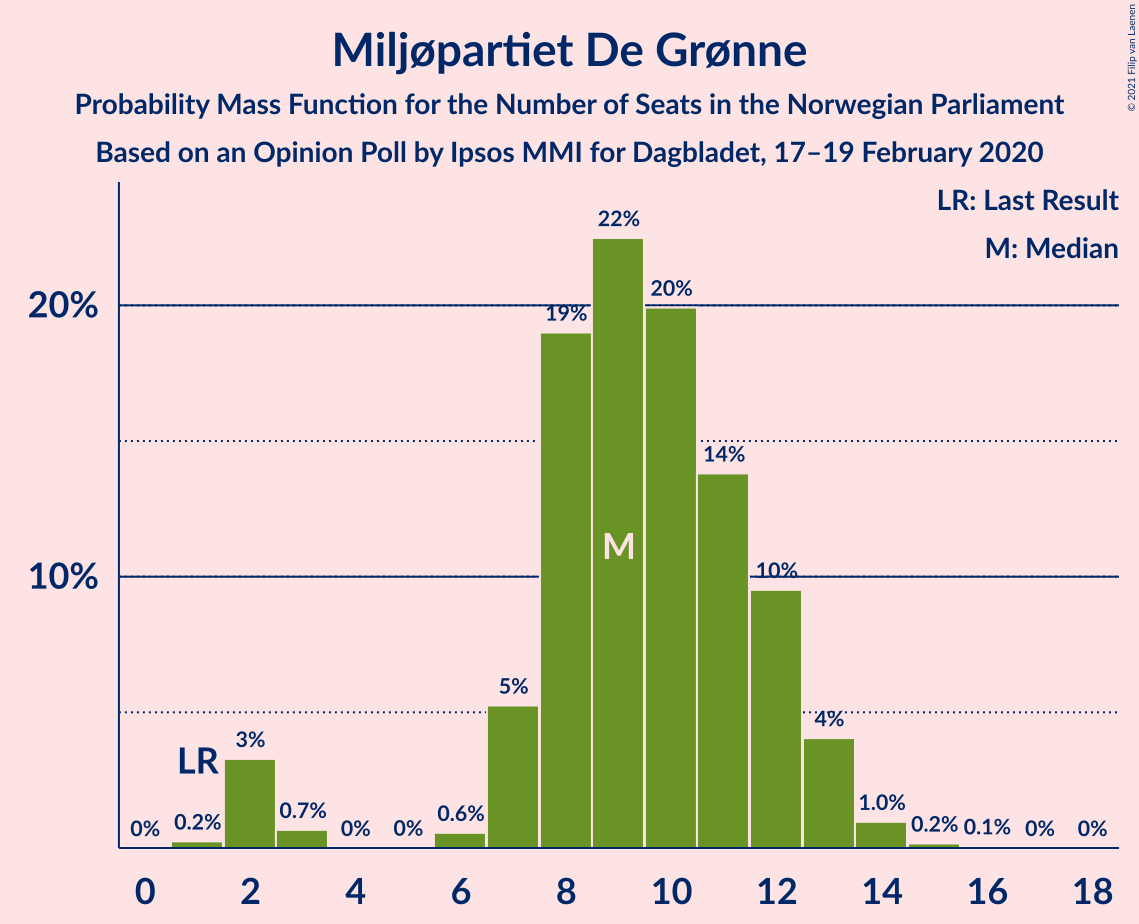 Miljøpartiet De Grønne
Probability Mass Function for the Number of Seats in the Norwegian Parliament
Based on an Opinion Poll by Ipsos MMI for Dagbladet, 17–19 February 2020
© 2021 Filip van Laenen
LR: Last Result
M: Median
20%
10%
0%
0.2%
3%
0.7%
0%
0%
0.6%
5%
19%
22%
20%
14%
10%
4%
1.0%
0.2%
0.1%
0%
0%
LR
M
0 2 4 6 8 10 12 14 16 18